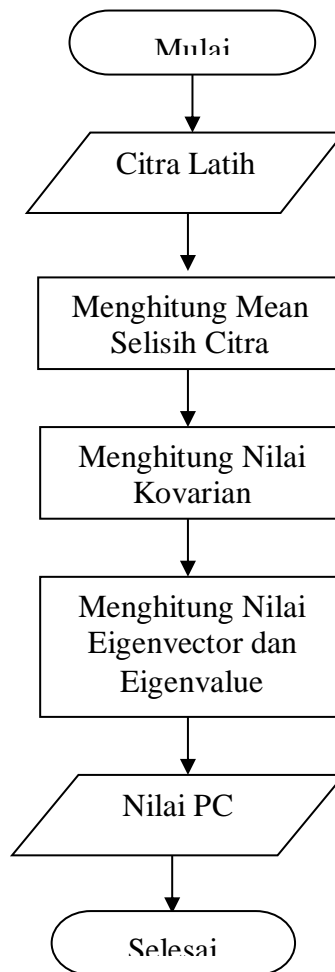 Mulai
Citra Latih
Menghitung Mean
Selisih Citra
Menghitung Nilai
Kovarian
Menghitung Nilai
Eigenvector dan
Eigenvalue
Nilai PC
Selesai